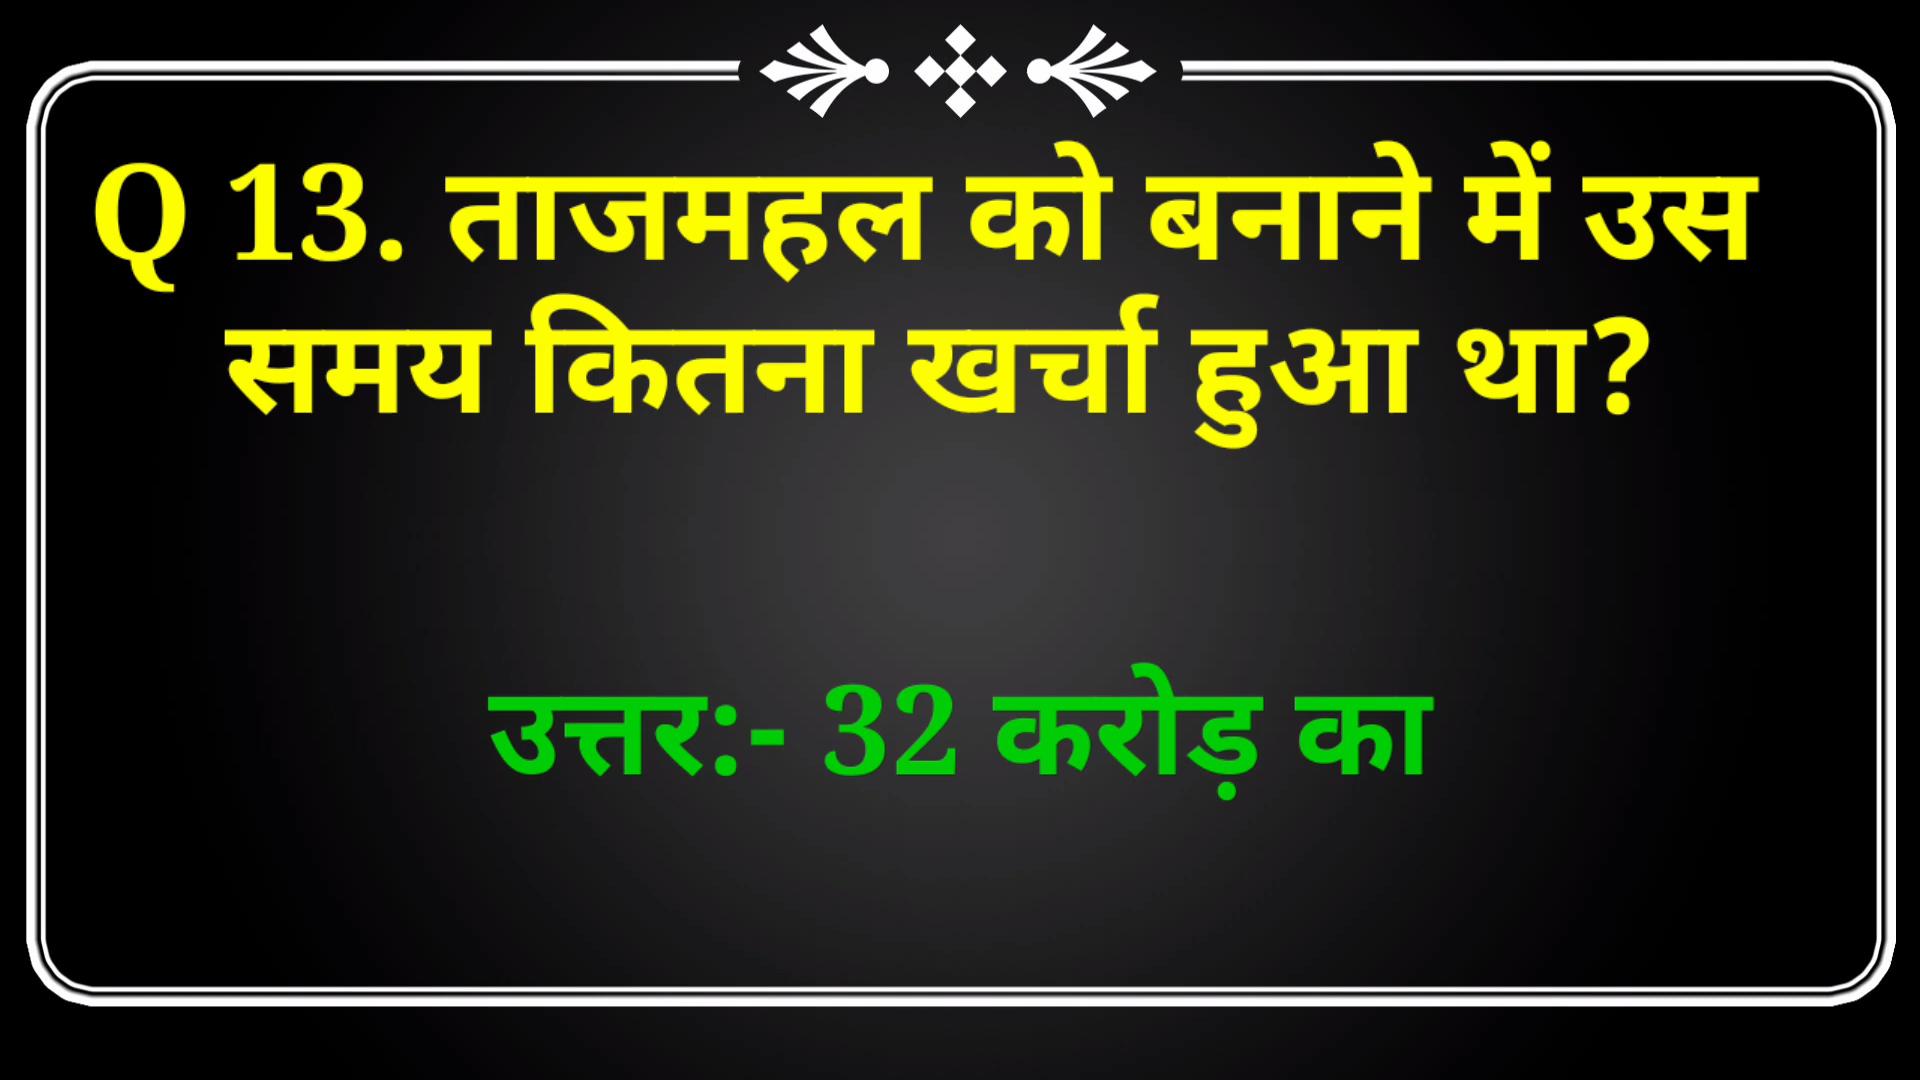 Q 13. ताजमहल को बनाने में उस
समय कितना खर्चा हुआ था?
उत्तर:- 32 करोड़ का